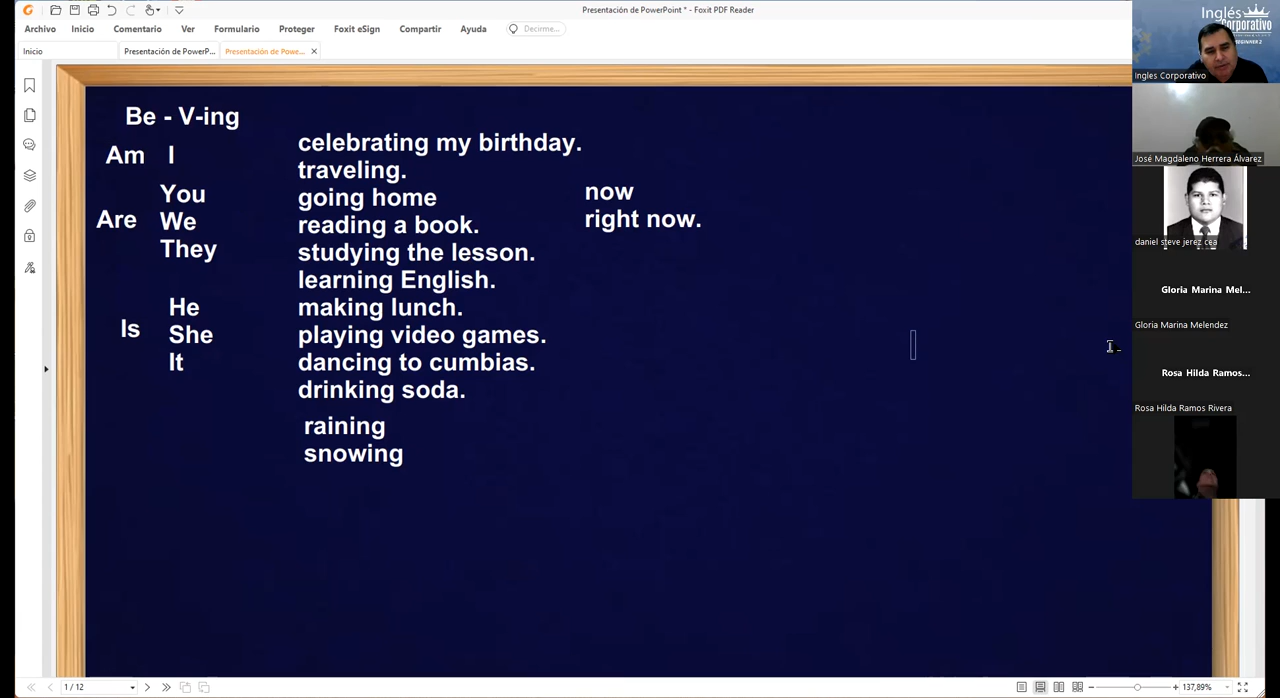 Presentación de PowerPoint * - Foxit PDF Reader
Archivo Inicio Comentario Ver Formulario Proteger Foxit eSign Compartir Ayuda Decirme...
Inicio Presentación de PowerP... Presentación de Powe...
Be - V-ing
Am I
You
Are We
They
He
Is She
It
celebrating my birthday.
traveling.
going home
reading a book.
studying the lesson.
learning English.
making lunch.
playing video games.
dancing to cumbias.
drinking soda.
raining
snowing
now
right now.
Inglés
Corporativo
BEGINNER 2
Ingles Corporativo
José Magdaleno Herrera Álvarez
daniel steve jerez cea
Gloria Marina Mel...
Gloria Marina Melendez
Rosa Hilda Ramos...
Rosa Hilda Ramos Rivera
1 / 12
137,89%